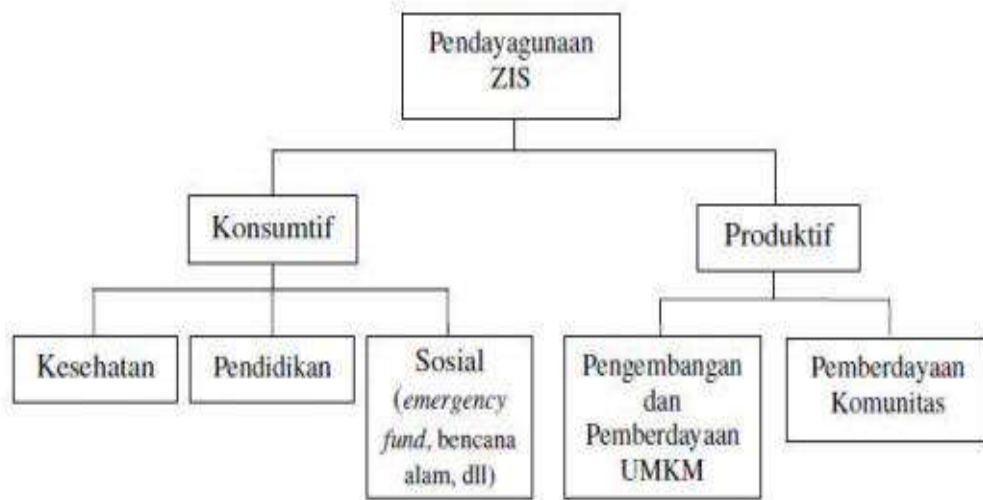 Pendayagunaan
ZIS
Konsumtif
Produktif
Kesehatan
Pendidikan
Sosial
(emergency
fund, bencana
alam, dll)
Pengembangan
dan
Pemberdayaan
UMKM
Pemberdayaan
Komunitas